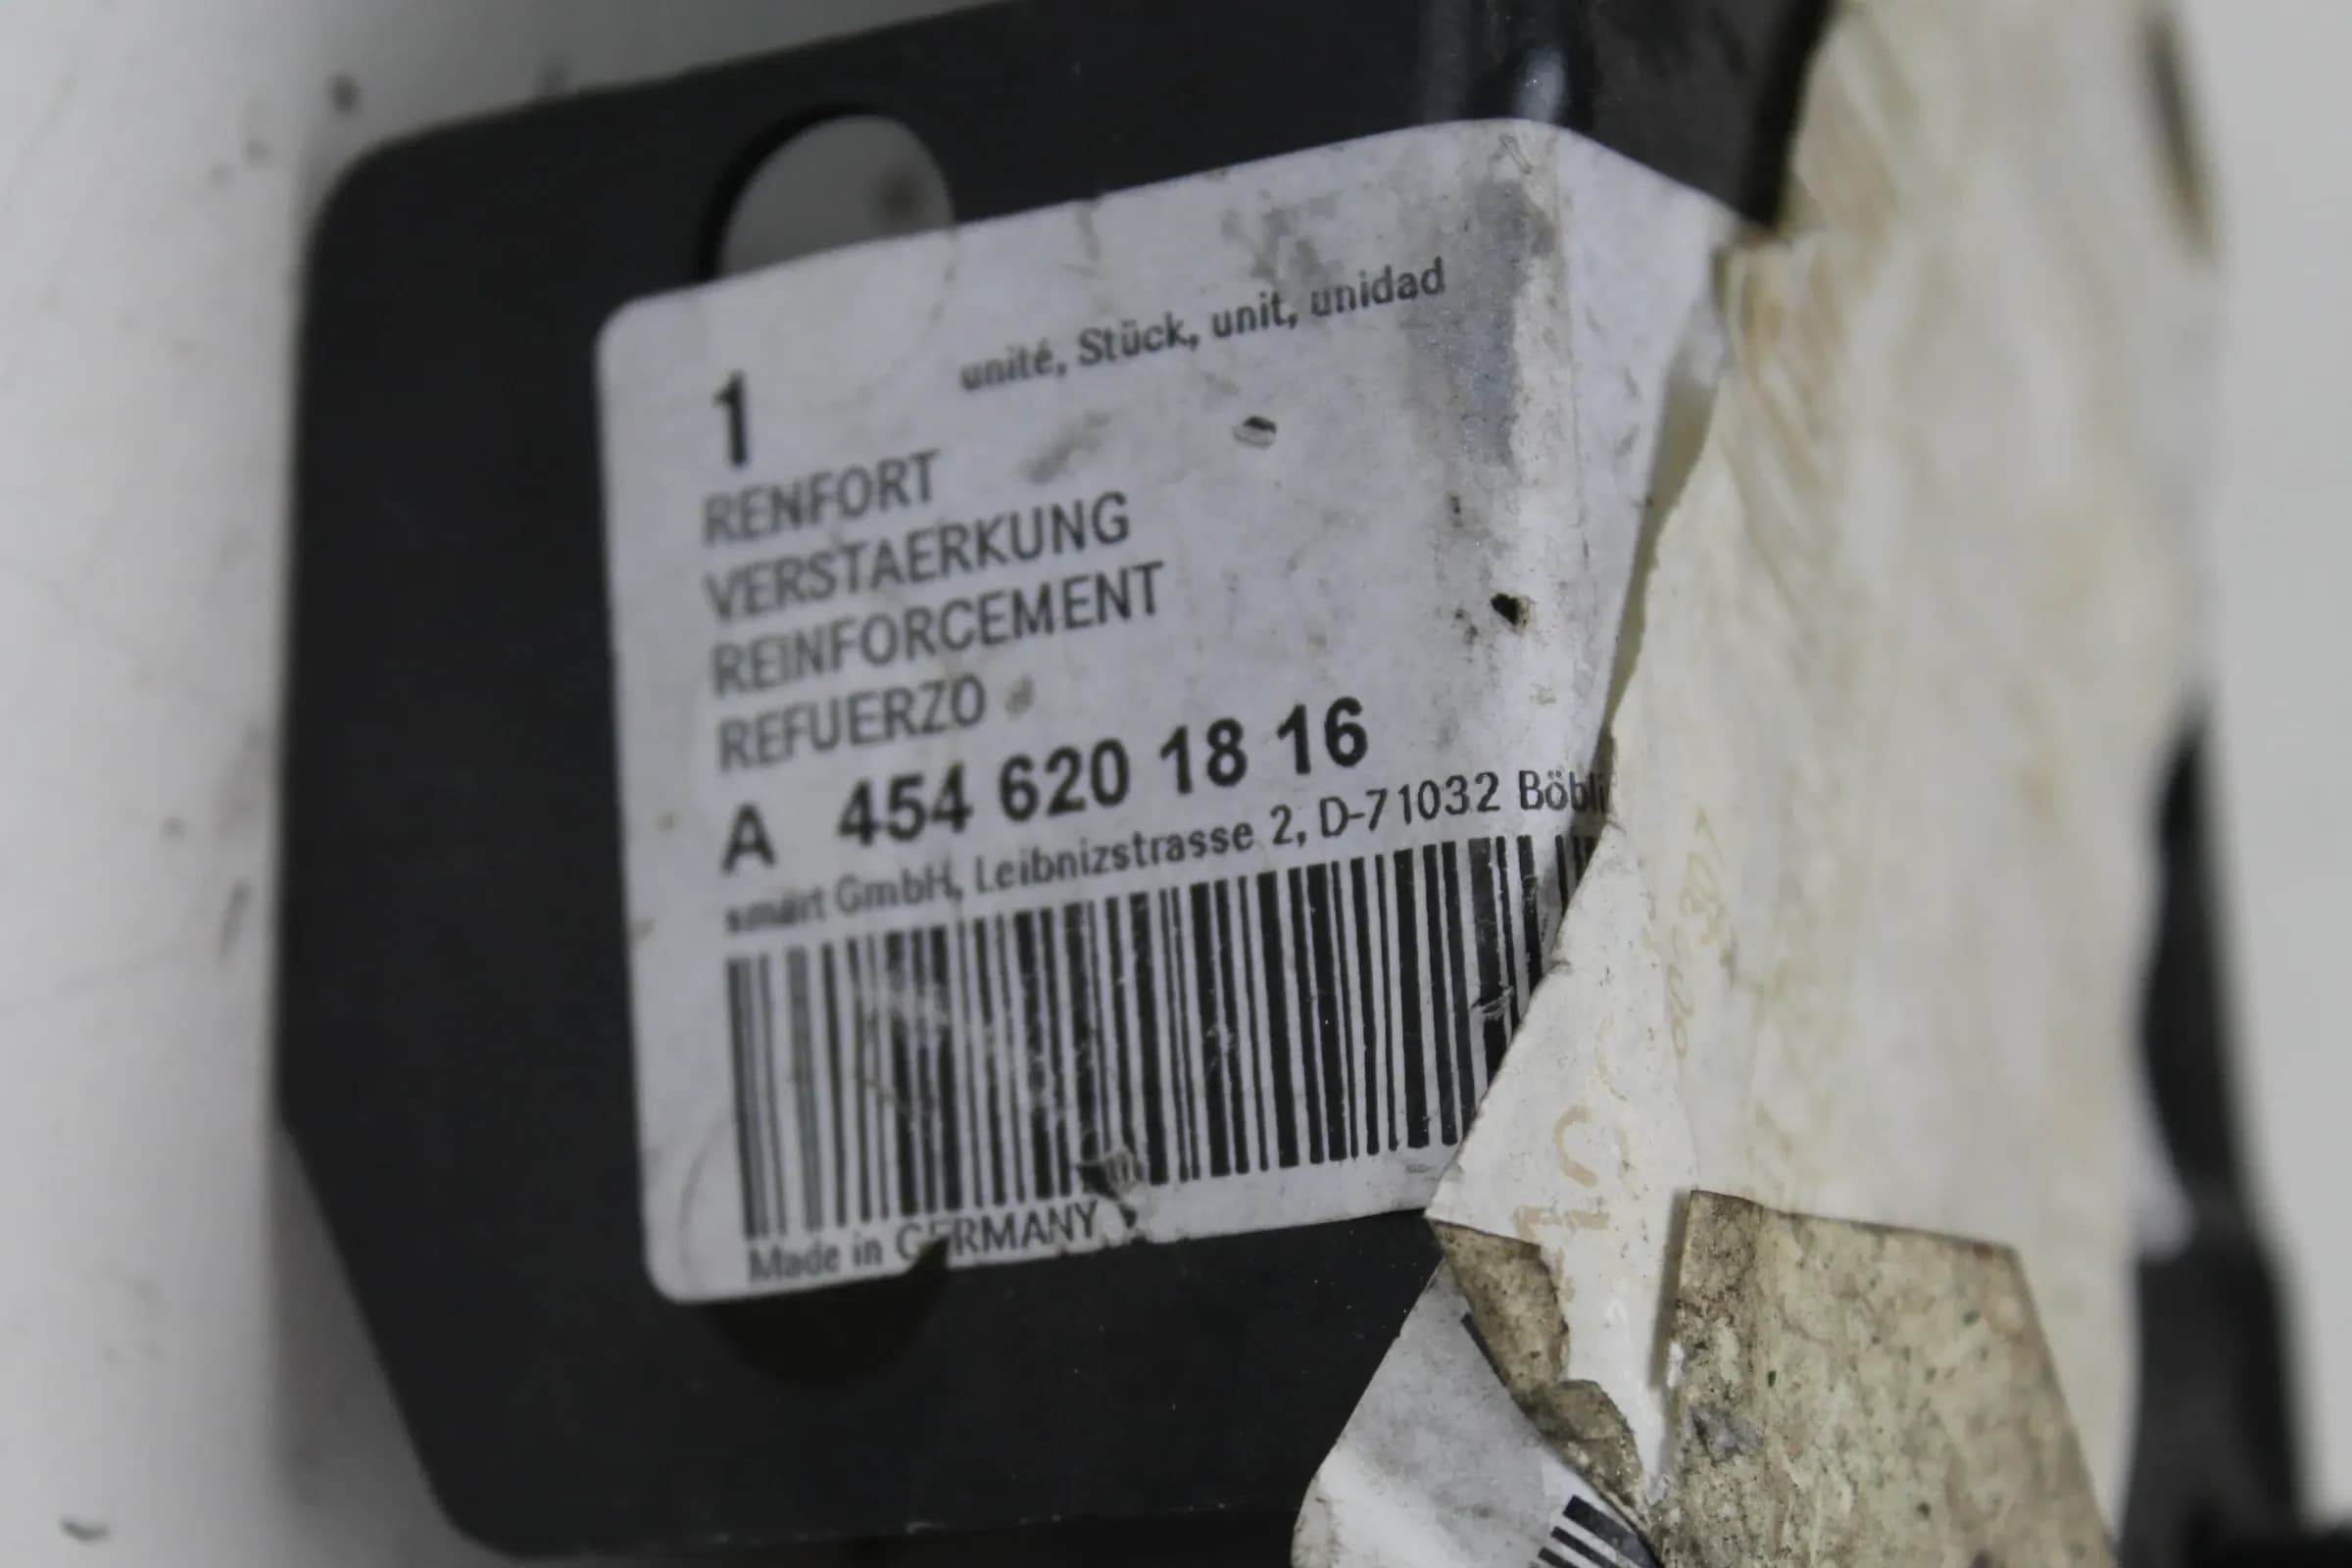 1 unité, Stück, unit, unidad
RENFORT
VERSTAERKUNG
REINFORCEMENT
REFUERZO
A 454 620 18 16
smart GmbH, Leibnizstrasse 2, D-71032 Böbli
Made in GERMANY